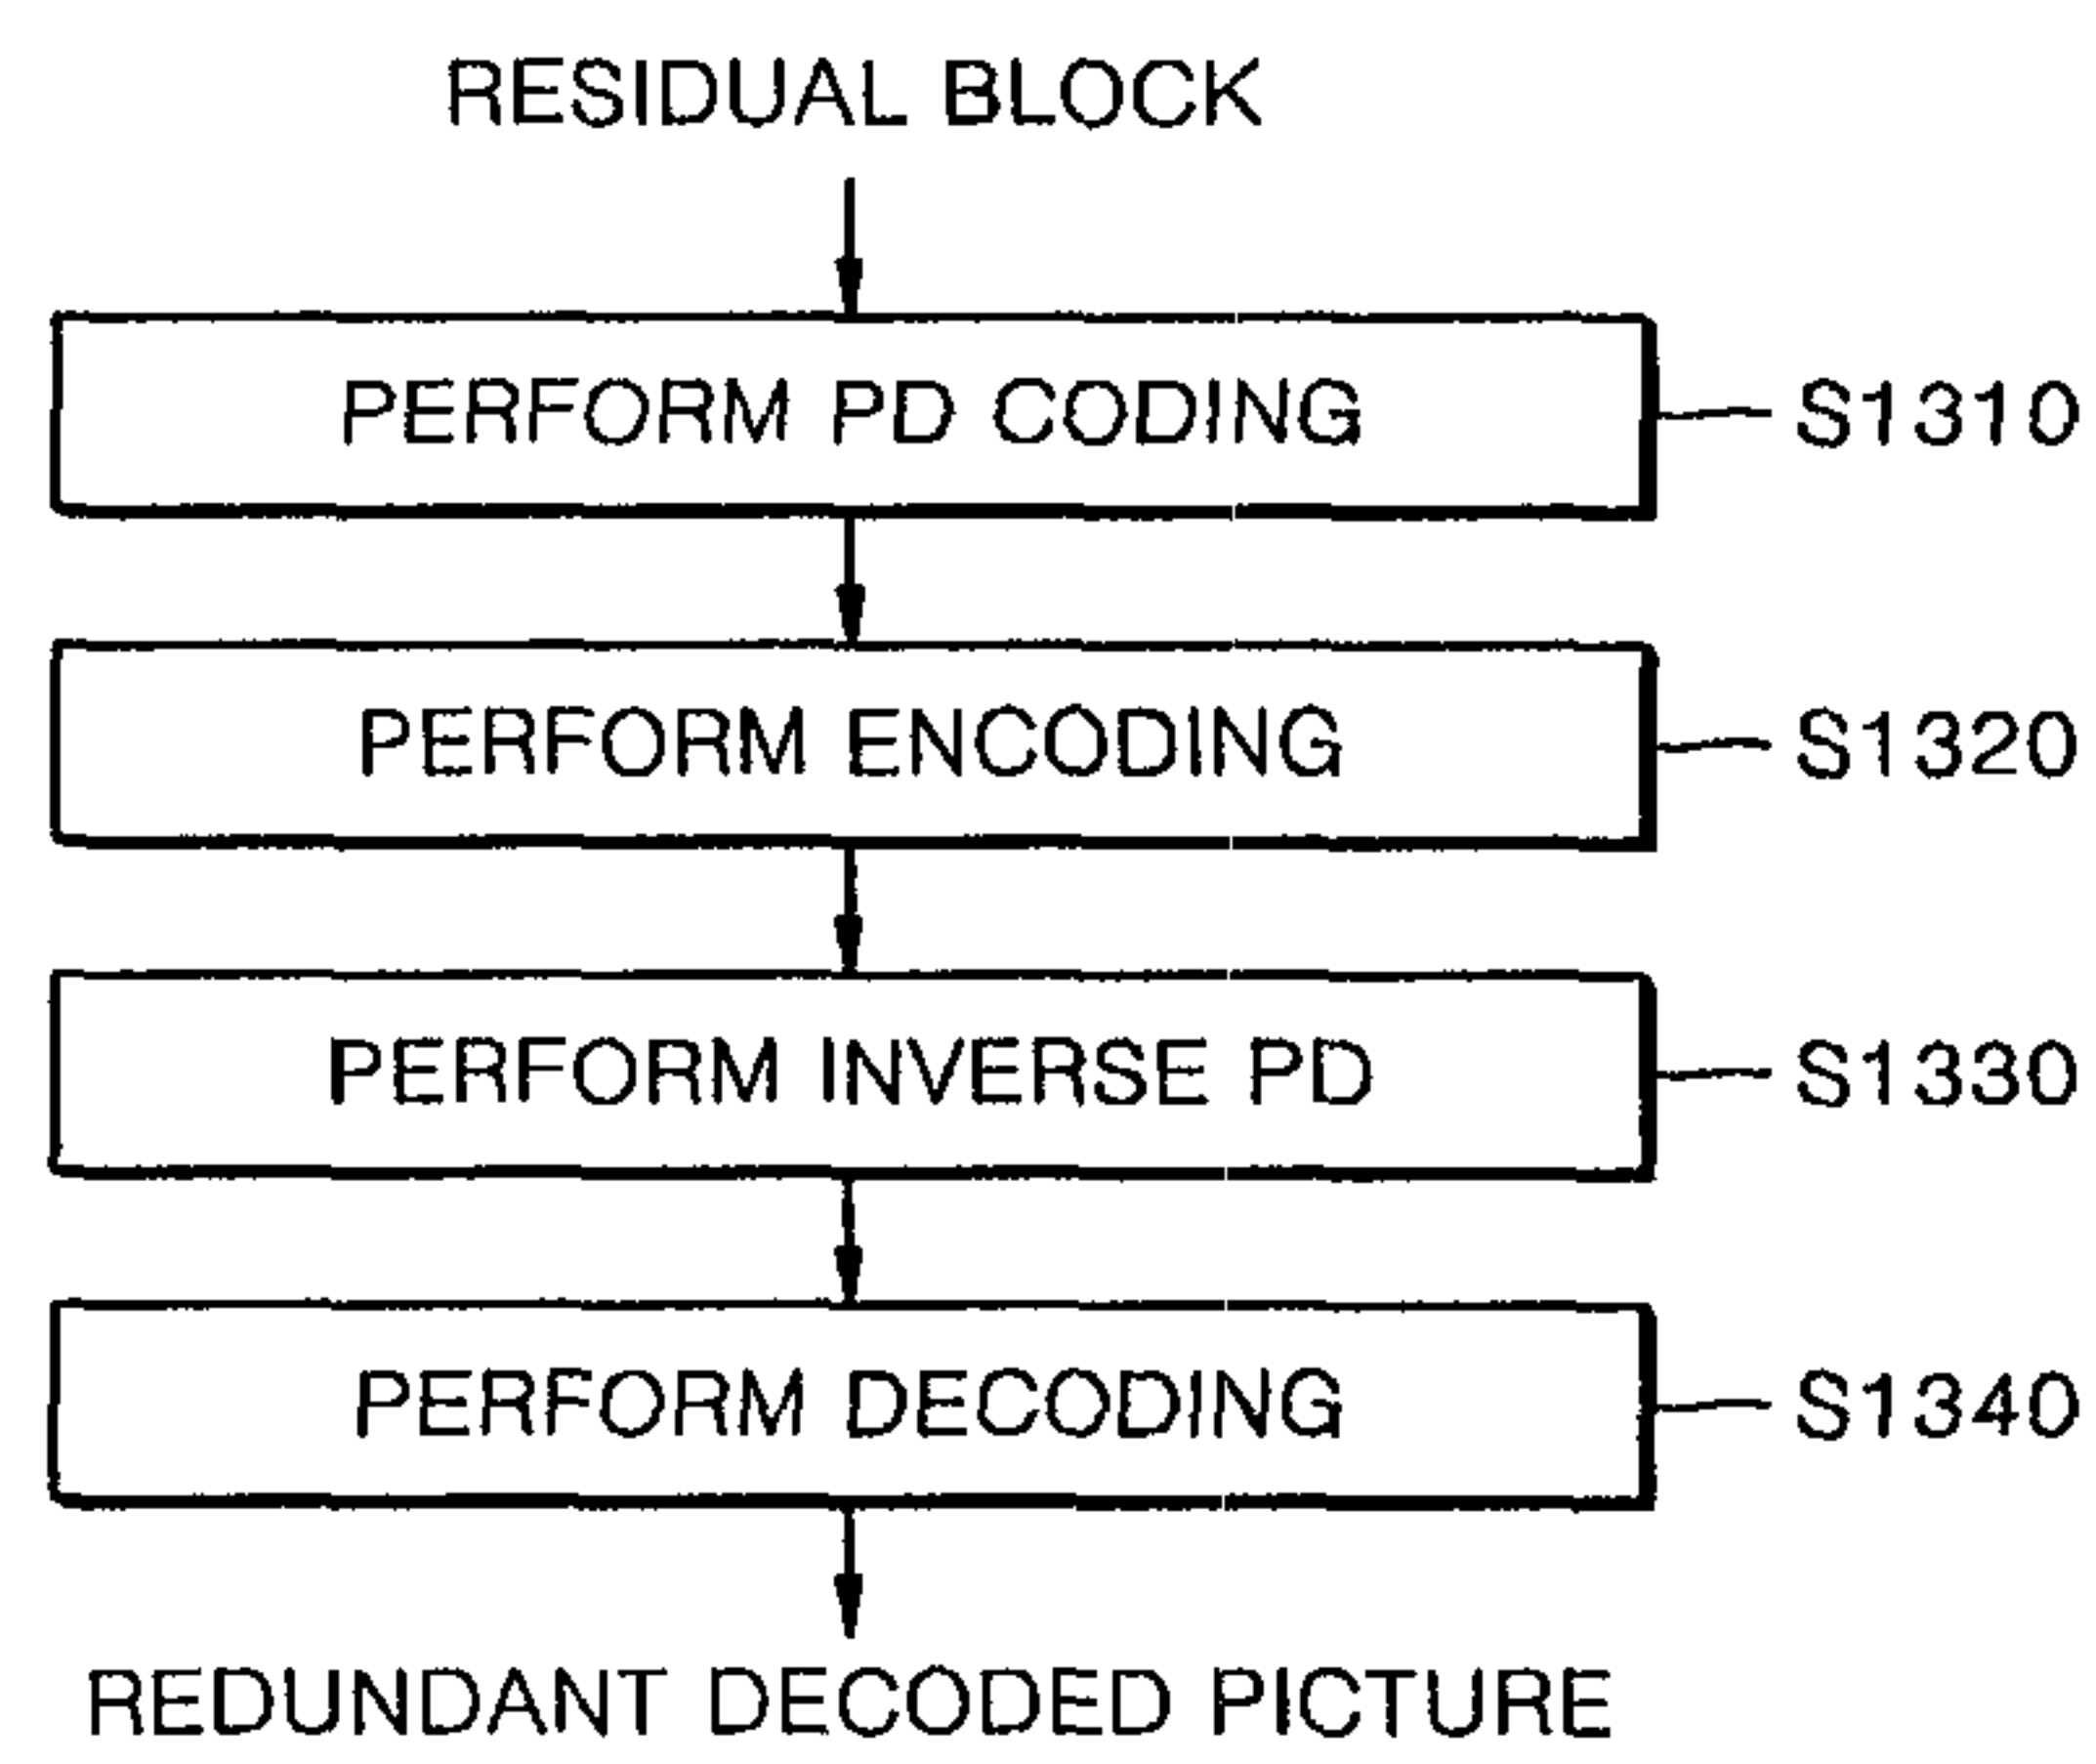 RESIDUAL BLOCK
PERFORM PD CODING S1310
PERFORM ENCODING S1320
PERFORM INVERSE PD S1330
PERFORM DECODING S1340
REDUNDANT DECODED PICTURE